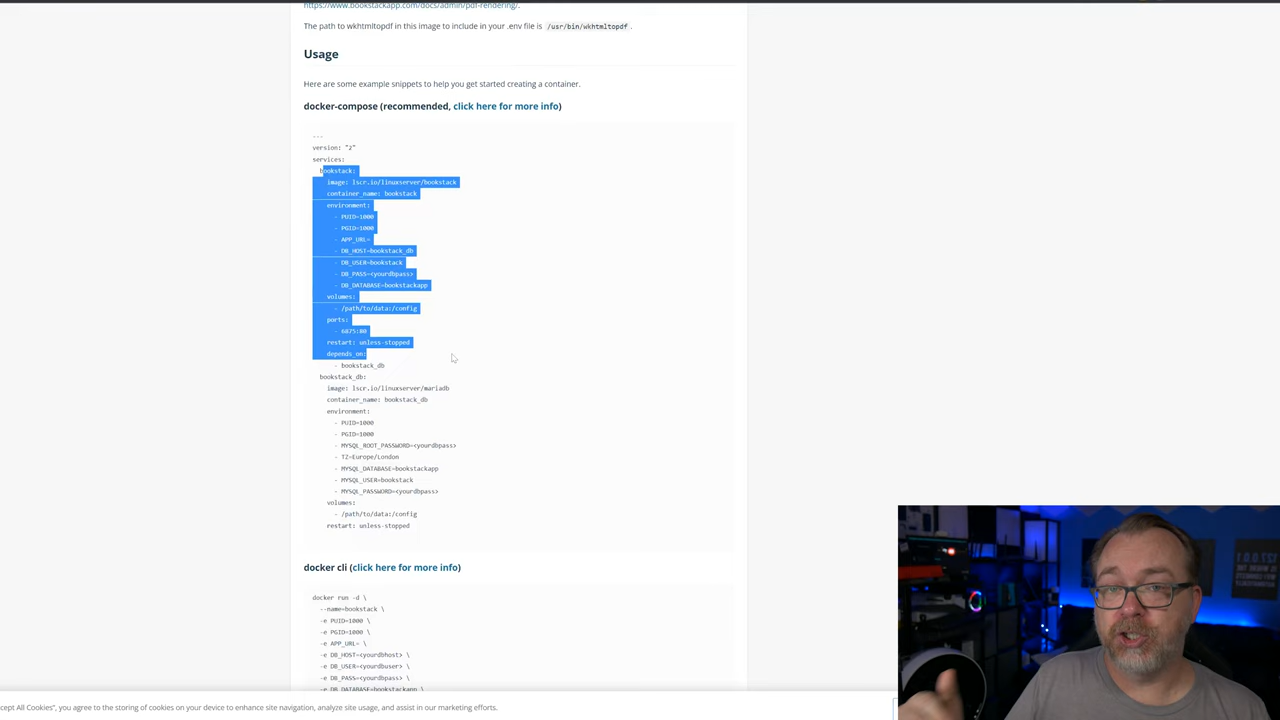 https://www.bookstackapp.com/docs/admin/pdf-rendering/.
The path to wkhtmltopdf in this image to include in your .env file is /usr/bin/wkhtmltopdf.
Usage
Here are some example snippets to help you get started creating a container.
docker-compose (recommended, click here for more info)
---
version: "2"
services:
bookstack:
image: lscr.io/linuxserver/bookstack
container_name: bookstack
environment:
- PUID=1000
- PGID=1000
- APP_URL=
- DB_HOST=bookstack_db
- DB_USER=bookstack
- DB_PASS=<yourdbpass>
- DB_DATABASE=bookstackapp
volumes:
- /path/to/data:/config
ports:
- 6875:80
restart: unless-stopped
depends_on:
- bookstack_db
bookstack_db:
image: lscr.io/linuxserver/mariadb
container_name: bookstack_db
environment:
- PUID=1000
- PGID=1000
- MYSQL_ROOT_PASSWORD=<yourdbpass>
- TZ=Europe/London
- MYSQL_DATABASE=bookstackapp
- MYSQL_USER=bookstack
- MYSQL_PASSWORD=<yourdbpass>
volumes:
- /path/to/data:/config
restart: unless-stopped
docker cli (click here for more info)
docker run -d \
--name=bookstack \
-e PUID=1000 \
-e PGID=1000 \
-e APP_URL= \
-e DB_HOST=<yourdbhost> \
-e DB_USER=<yourdbuser> \
-e DB_PASS=<yourdbpass> \
-e DB_DATABASE=bookstackapp \
cept All Cookies", you agree to the storing of cookies on your device to enhance site navigation, analyze site usage, and assist in our marketing efforts.
127.0.0.1